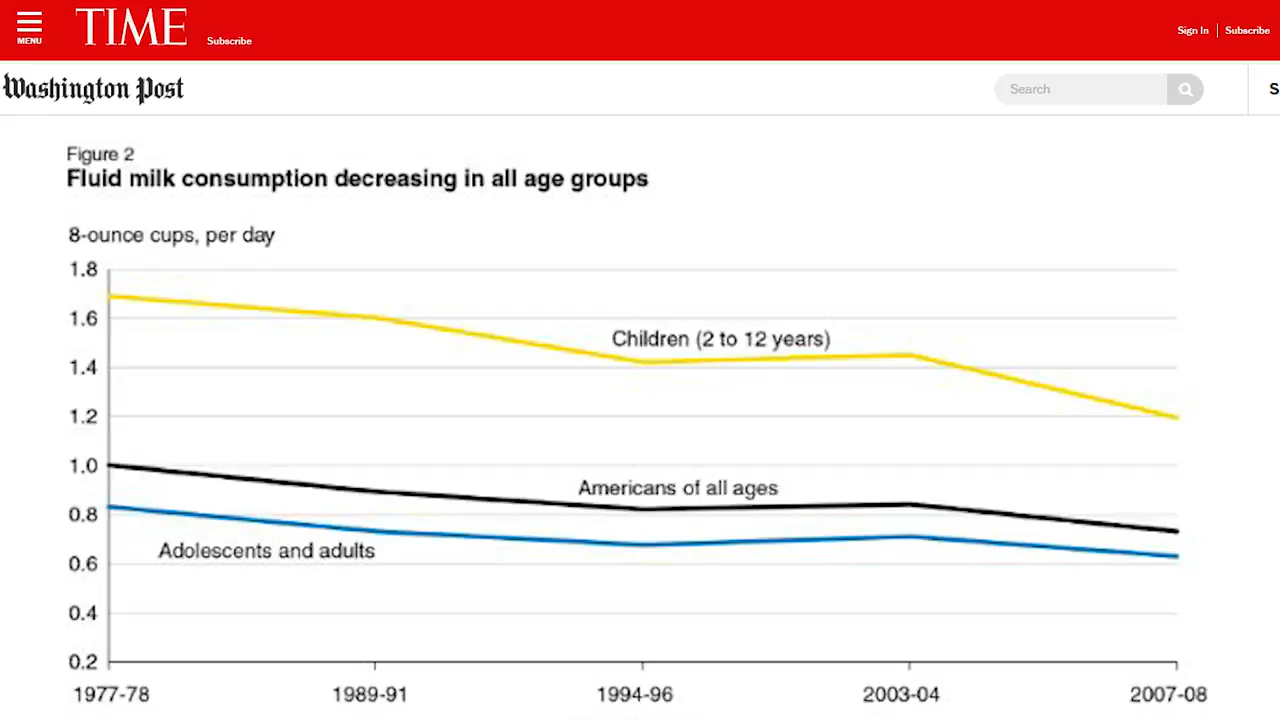 MENU
TIME
Subscribe
Sign In
Subscribe
Washington Post
Search
S
Figure 2
Fluid milk consumption decreasing in all age groups
8-ounce cups, per day
1.8
1.6
1.4
1.2
1.0
0.8
0.6
0.4
0.2
Children (2 to 12 years)
Americans of all ages
Adolescents and adults
1977-78
1989-91
1994-96
2003-04
2007-08